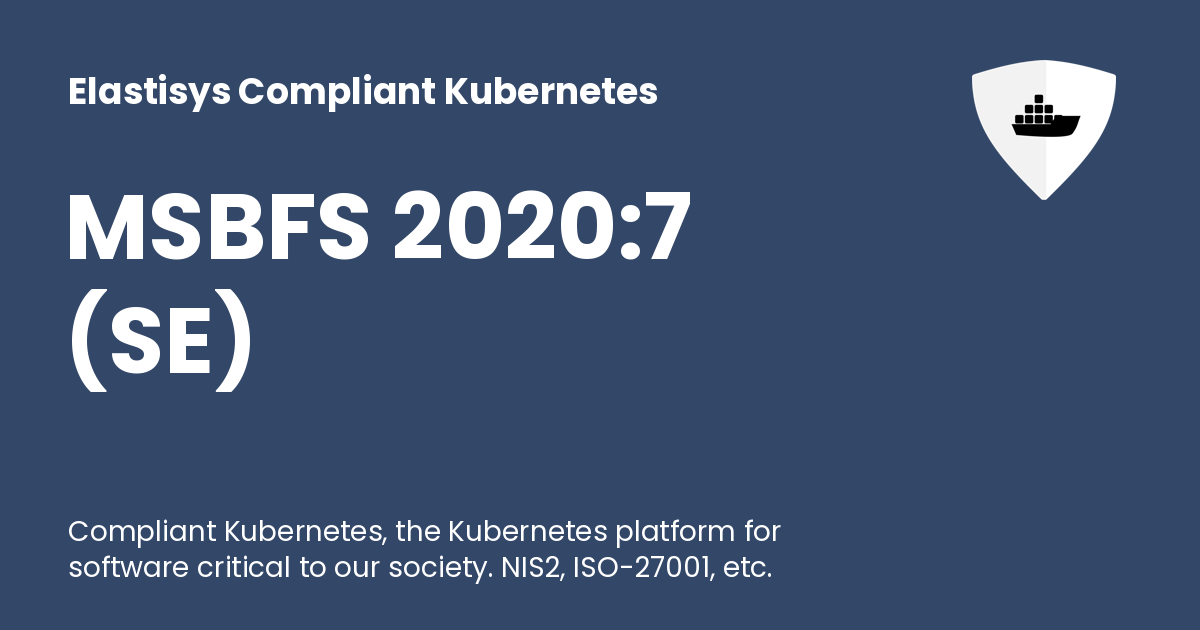 Elastisys Compliant Kubernetes
MSBFS 2020:7
(SE)
Compliant Kubernetes, the Kubernetes platform for
software critical to our society. NIS2, ISO-27001, etc.